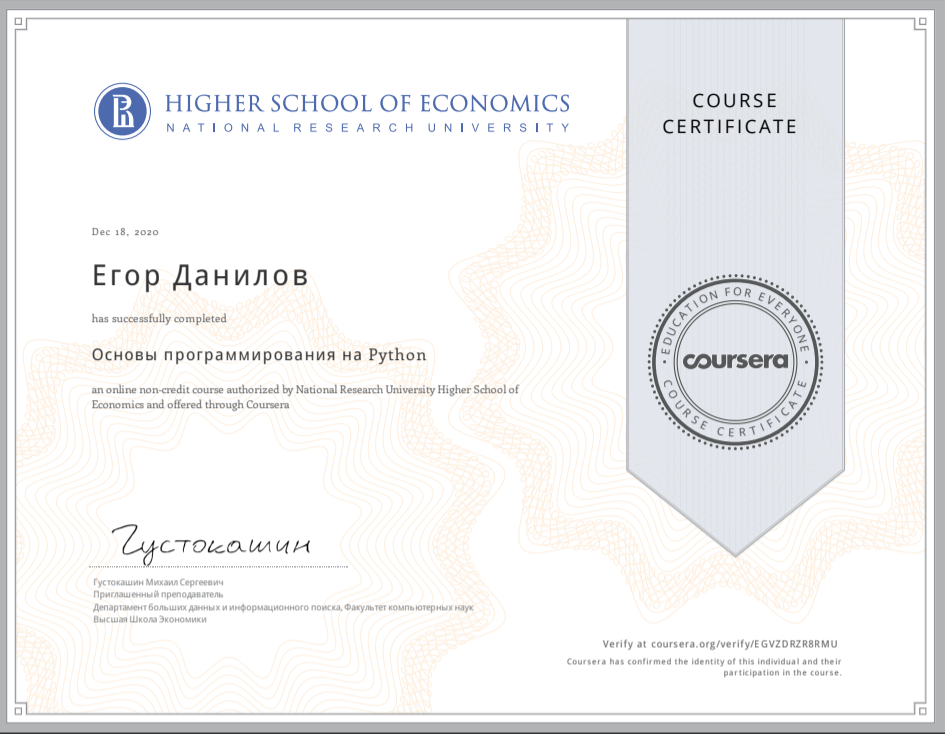 HIGHER SCHOOL OF ECONOMICS
NATIONAL RESEARCH UNIVERSITY
COURSE
CERTIFICATE
Dec 18, 2020
Егор Данилов
has successfully completed
Основы программирования на Python
an online non-credit course authorized by National Research University Higher School of
Economics and offered through Coursera
EDUCATION FOR EVERYONE
coursera
COURSE CERTIFICATE
Густокашин
Густокашин Михаил Сергеевич
Приглашенный преподаватель
Департамент больших данных и информационного поиска, Факультет компьютерных наук
Высшая Школа Экономики
Verify at coursera.org/verify/EGVZDRZR8RMU
Coursera has confirmed the identity of this individual and their
participation in the course.